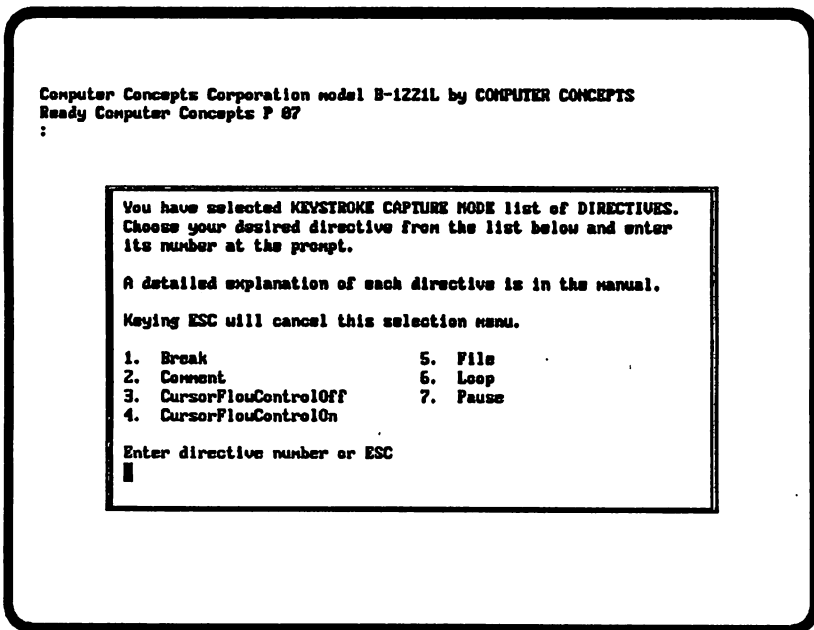 Computer Concepts Corporation model B-1221L by COMPUTER CONCEPTS
Ready Computer Concepts P 07
:
You have selected KEYSTROKE CAPTURE MODE list of DIRECTIVES.
Choose your desired directive from the list below and enter
its number at the prompt.
A detailed explanation of each directive is in the manual.
Keying ESC will cancel this selection menu.
1. Break 5. File
2. Comment 6. Loop
3. CursorFlowControlOff 7. Pause
4. CursorFlowControlOn
Enter directive number or ESC